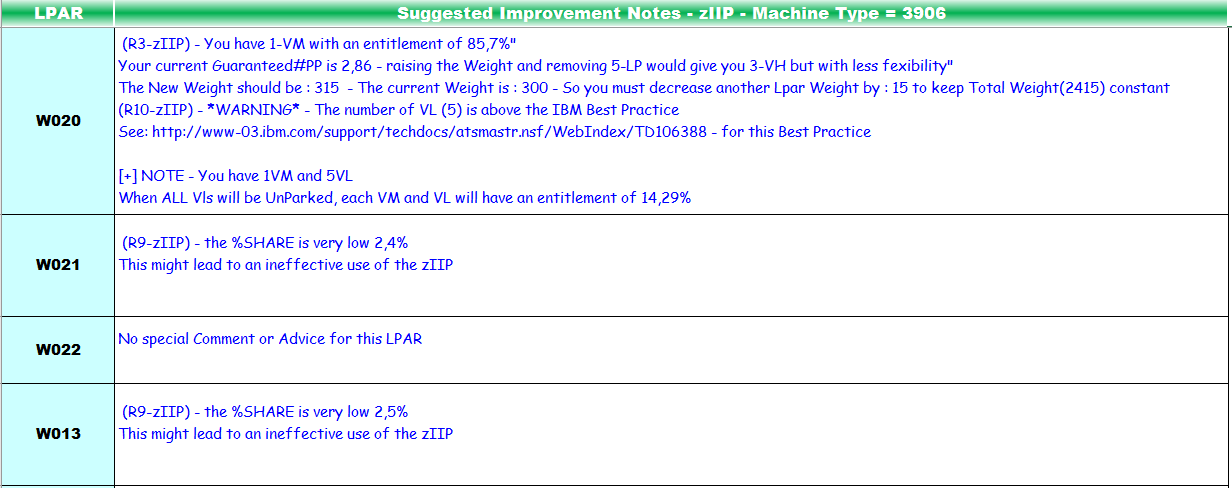 LPAR Suggested Improvement Notes - zIIP - Machine Type = 3906
W020
(R3-zIIP) - You have 1-VM with an entitlement of 85,7%"
Your current Guaranteed#PP is 2,86 - raising the Weight and removing 5-LP would give you 3-VH but with less fexibility"
The New Weight should be : 315 - The current Weight is : 300 - So you must decrease another Lpar Weight by : 15 to keep Total Weight(2415) constant
(R10-zIIP) - *WARNING* - The number of VL (5) is above the IBM Best Practice
See: http://www-03.ibm.com/support/techdocs/atsmastr.nsf/WebIndex/TD106388 - for this Best Practice
[+] NOTE - You have 1VM and 5VL
When ALL Vls will be UnParked, each VM and VL will have an entitlement of 14,29%
W021
(R9-zIIP) - the %SHARE is very low 2,4%
This might lead to an ineffective use of the zIIP
W022
No special Comment or Advice for this LPAR
W013
(R9-zIIP) - the %SHARE is very low 2,5%
This might lead to an ineffective use of the zIIP